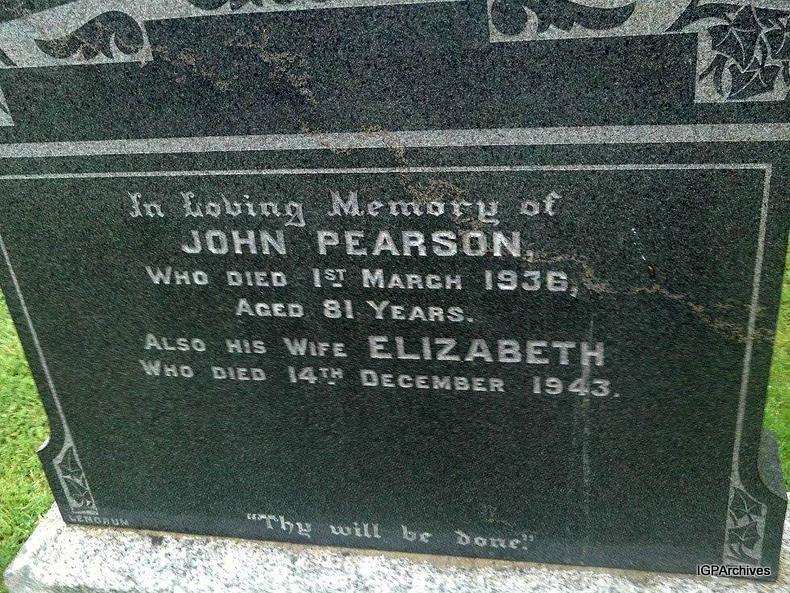 In Loving Memory of
JOHN PEARSON,
WHO DIED 1ST MARCH 1936,
AGED 81 YEARS.
ALSO HIS WIFE ELIZABETH
WHO DIED 14TH DECEMBER 1943.
"Thy will be done."
LENDRUM
IGPArchives